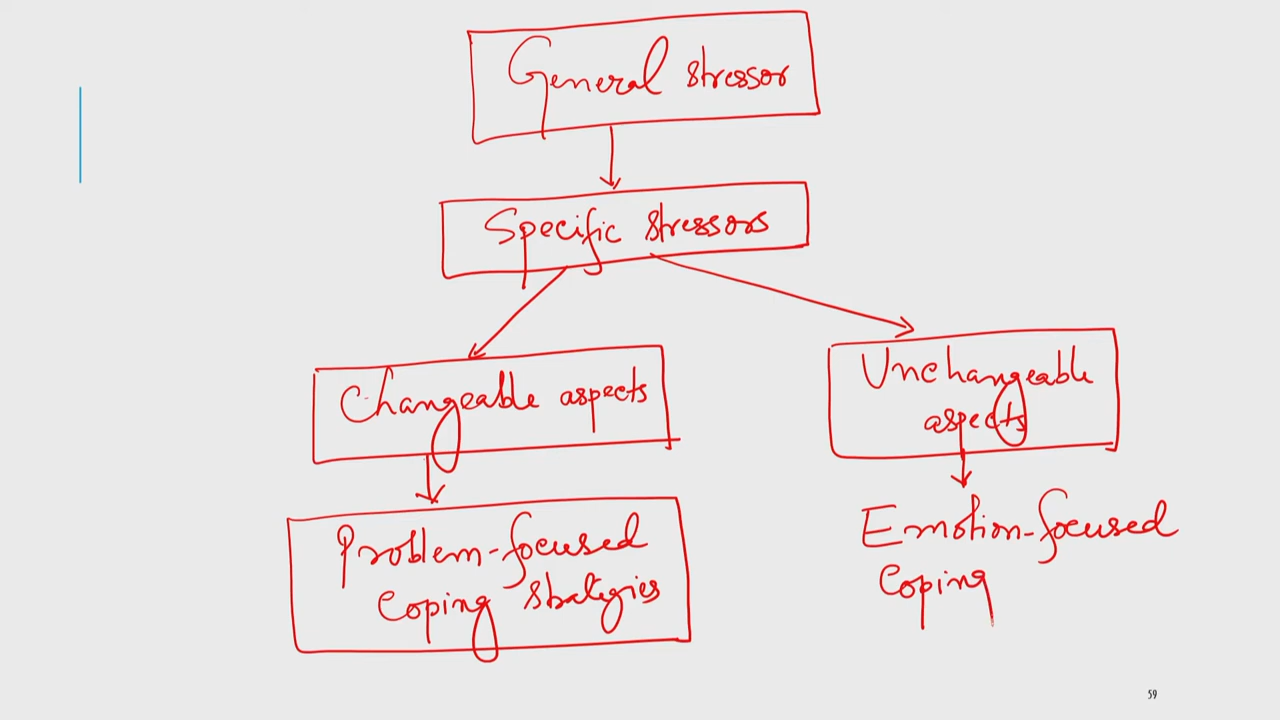 General stressor
Specific stressors
Changeable aspects
Unchangeable
aspects
Problem-focused
coping strategies
Emotion-focused
coping
59